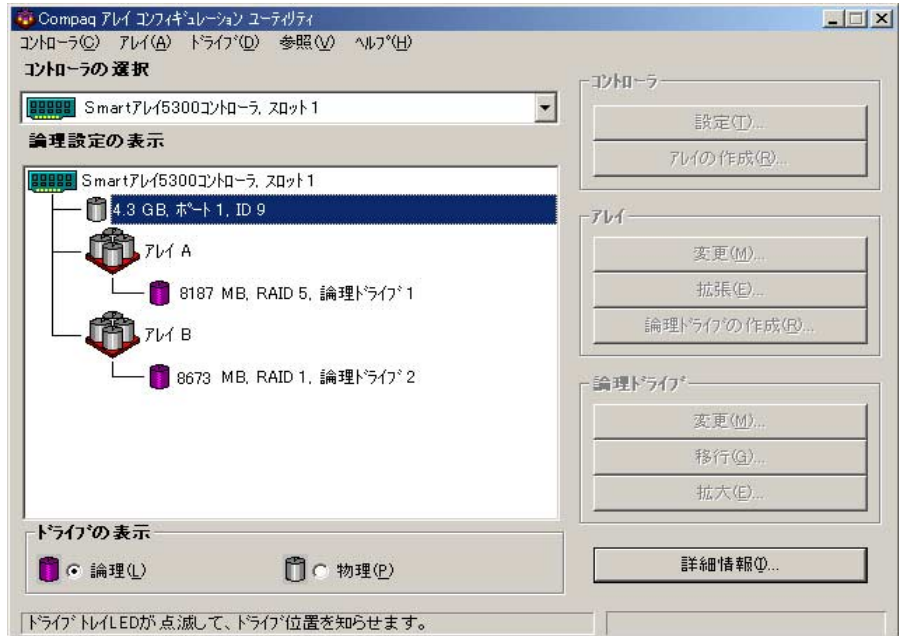 Compaq ｱﾚｲ ｺﾝﾌｨｷﾞｭﾚｰｼｮﾝ ﾕｰﾃｨﾘﾃｨ
ｺﾝﾄﾛｰﾗ(C) ｱﾚｲ(A) ﾄﾞﾗｲﾌﾞ(D) 参照(V) ﾍﾙﾌﾟ(H)
ｺﾝﾄﾛｰﾗの選択
Smartｱﾚｲ5300ｺﾝﾄﾛｰﾗ, ｽﾛｯﾄ 1
論理設定の表示
Smartｱﾚｲ5300ｺﾝﾄﾛｰﾗ, ｽﾛｯﾄ 1
4.3 GB, ﾎﾟｰﾄ 1, ID 9
ｱﾚｲ A
8187 MB, RAID 5, 論理ﾄﾞﾗｲﾌﾞ 1
ｱﾚｲ B
8673 MB, RAID 1, 論理ﾄﾞﾗｲﾌﾞ 2
ﾄﾞﾗｲﾌﾞの表示
論理(L)
物理(P)
ｺﾝﾄﾛｰﾗ
設定(T)...
ｱﾚｲの作成(R)...
ｱﾚｲ
変更(M)...
拡張(E)...
論理ﾄﾞﾗｲﾌﾞの作成(R)...
論理ﾄﾞﾗｲﾌﾞ
変更(M)...
移行(G)...
拡大(E)...
詳細情報(I)...
ﾄﾞﾗｲﾌﾞ ﾄﾚｲLEDが点滅して、ﾄﾞﾗｲﾌﾞ位置を知らせます。